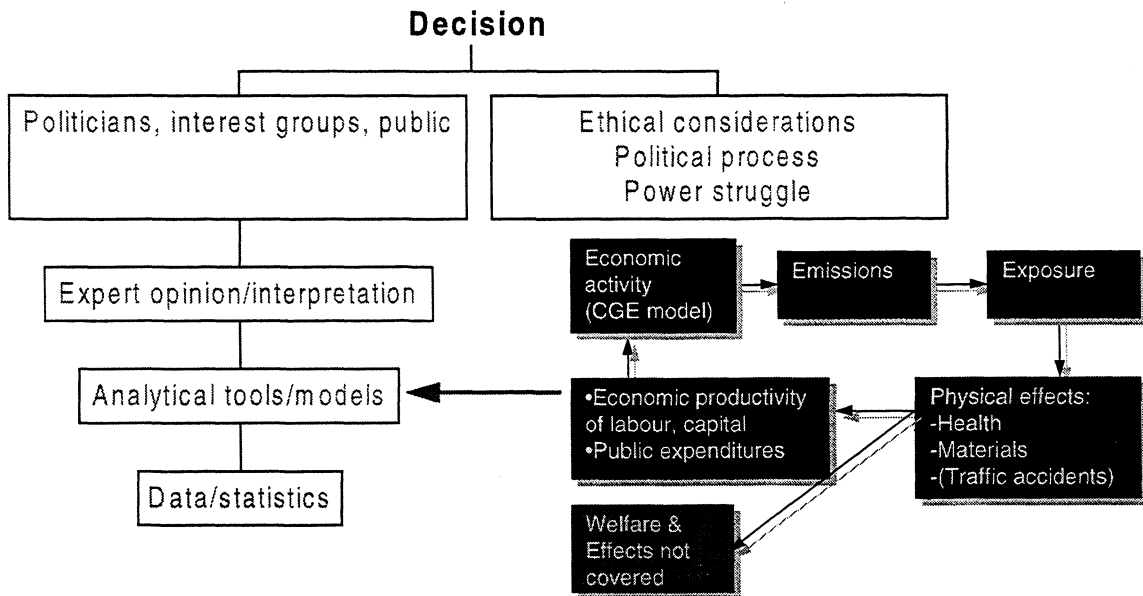 Decision
Politicians, interest groups, public
Ethical considerations
Political process
Power struggle
Expert opinion/interpretation
Analytical tools/models
Data/statistics
Economic
activity
(CGE model)
Emissions
Exposure
•Economic productivity
of labour, capital
•Public expenditures
Physical effects:
-Health
-Materials
-(Traffic accidents)
Welfare &
Effects not
covered